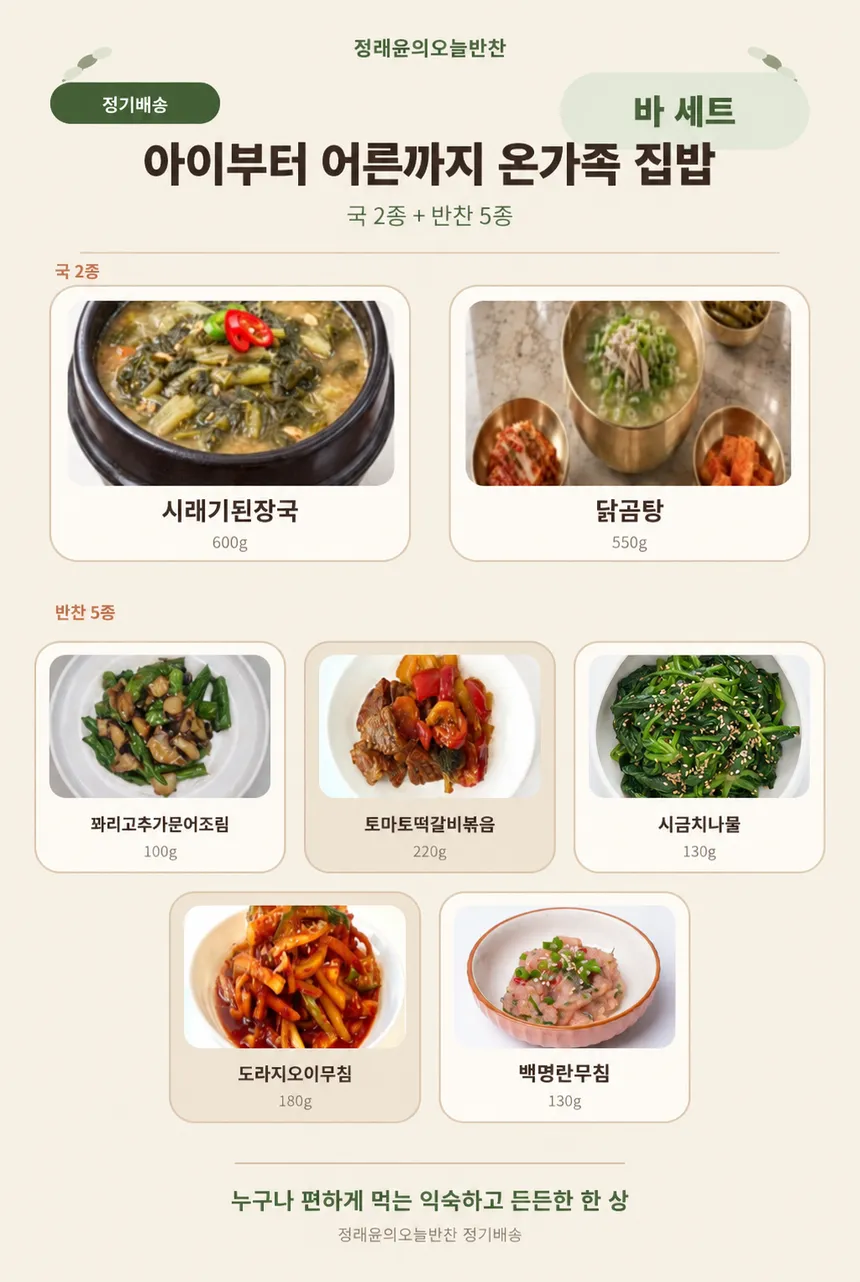 정래윤의오늘반찬
정기배송
바 세트
아이부터 어른까지 온가족 집밥
국 2종 + 반찬 5종
국 2종
시래기된장국
600g
닭곰탕
550g
반찬 5종
꽈리고추가문어조림
100g
토마토떡갈비볶음
220g
시금치나물
130g
도라지오이무침
180g
백명란무침
130g
누구나 편하게 먹는 익숙하고 든든한 한 상
정래윤의오늘반찬 정기배송